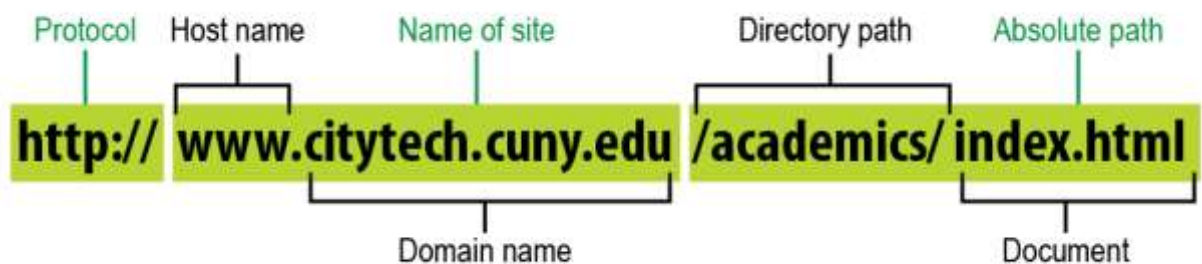 Protocol Host name Name of site Directory path Absolute path
http:// www.citytech.cuny.edu /academics/ index.html
Domain name Document